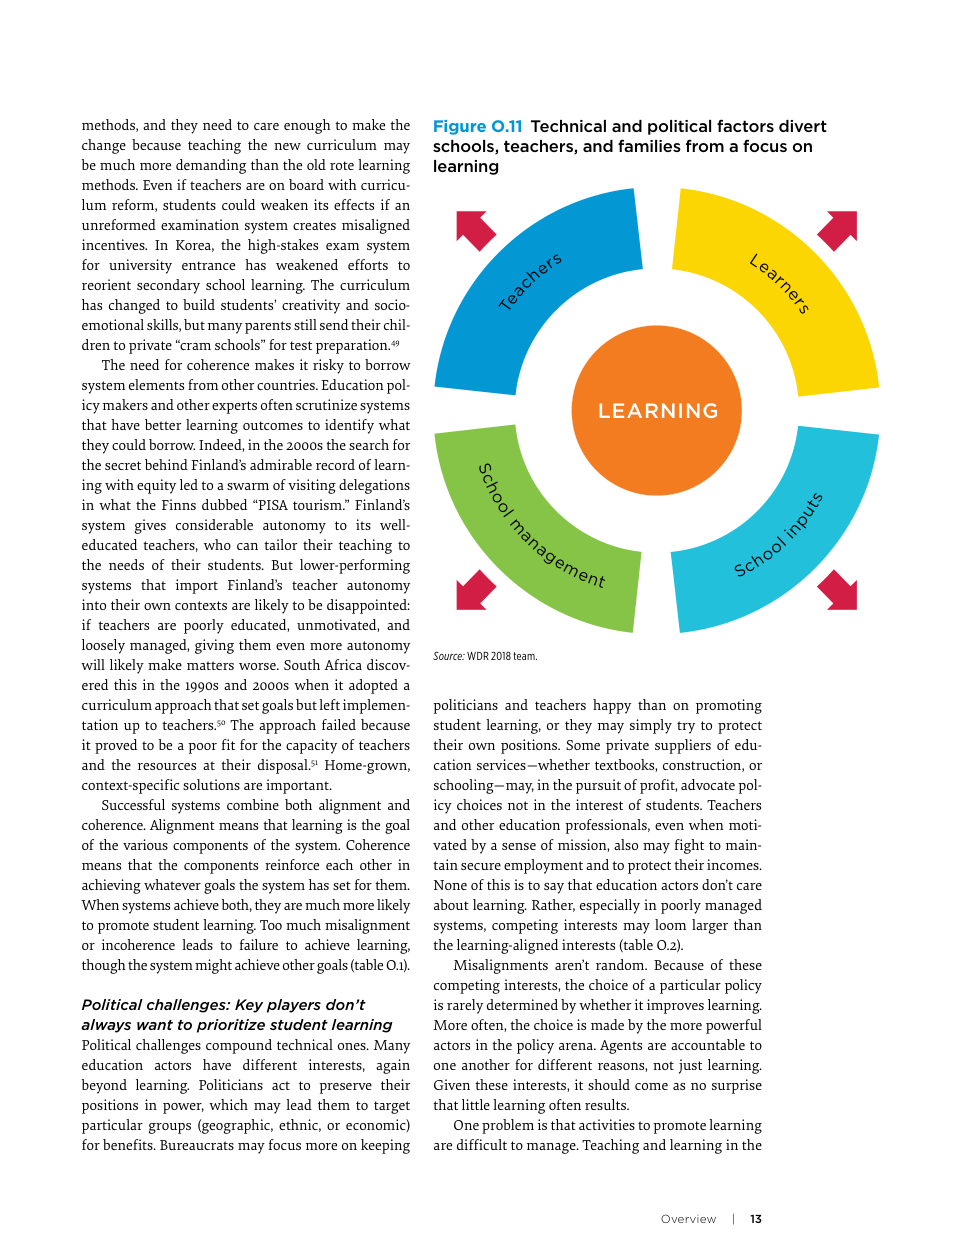 methods, and they need to care enough to make the
change because teaching the new curriculum may
be much more demanding than the old rote learning
methods. Even if teachers are on board with curricu-
lum reform, students could weaken its effects if an
unreformed examination system creates misaligned
incentives. In Korea, the high-stakes exam system
for university entrance has weakened efforts to
reorient secondary school learning. The curriculum
has changed to build students’ creativity and socio-
emotional skills, but many parents still send their chil-
dren to private “cram schools” for test preparation.⁴⁹
The need for coherence makes it risky to borrow
system elements from other countries. Education pol-
icy makers and other experts often scrutinize systems
that have better learning outcomes to identify what
they could borrow. Indeed, in the 2000s the search for
the secret behind Finland’s admirable record of learn-
ing with equity led to a swarm of visiting delegations
in what the Finns dubbed “PISA tourism.” Finland’s
system gives considerable autonomy to its well-
educated teachers, who can tailor their teaching to
the needs of their students. But lower-performing
systems that import Finland’s teacher autonomy
into their own contexts are likely to be disappointed:
if teachers are poorly educated, unmotivated, and
loosely managed, giving them even more autonomy
will likely make matters worse. South Africa discov-
ered this in the 1990s and 2000s when it adopted a
curriculum approach that set goals but left implemen-
tation up to teachers.⁵⁰ The approach failed because
it proved to be a poor fit for the capacity of teachers
and the resources at their disposal.⁵¹ Home-grown,
context-specific solutions are important.
Successful systems combine both alignment and
coherence. Alignment means that learning is the goal
of the various components of the system. Coherence
means that the components reinforce each other in
achieving whatever goals the system has set for them.
When systems achieve both, they are much more likely
to promote student learning. Too much misalignment
or incoherence leads to failure to achieve learning,
though the system might achieve other goals (table O.1).
Political challenges: Key players don’t
always want to prioritize student learning
Political challenges compound technical ones. Many
education actors have different interests, again
beyond learning. Politicians act to preserve their
positions in power, which may lead them to target
particular groups (geographic, ethnic, or economic)
for benefits. Bureaucrats may focus more on keeping
Figure O.11 Technical and political factors divert
schools, teachers, and families from a focus on
learning
Teachers
Learners
LEARNING
School management
School inputs
Source: WDR 2018 team.
politicians and teachers happy than on promoting
student learning, or they may simply try to protect
their own positions. Some private suppliers of edu-
cation services—whether textbooks, construction, or
schooling—may, in the pursuit of profit, advocate pol-
icy choices not in the interest of students. Teachers
and other education professionals, even when moti-
vated by a sense of mission, also may fight to main-
tain secure employment and to protect their incomes.
None of this is to say that education actors don’t care
about learning. Rather, especially in poorly managed
systems, competing interests may loom larger than
the learning-aligned interests (table O.2).
Misalignments aren’t random. Because of these
competing interests, the choice of a particular policy
is rarely determined by whether it improves learning.
More often, the choice is made by the more powerful
actors in the policy arena. Agents are accountable to
one another for different reasons, not just learning.
Given these interests, it should come as no surprise
that little learning often results.
One problem is that activities to promote learning
are difficult to manage. Teaching and learning in the
Overview | 13